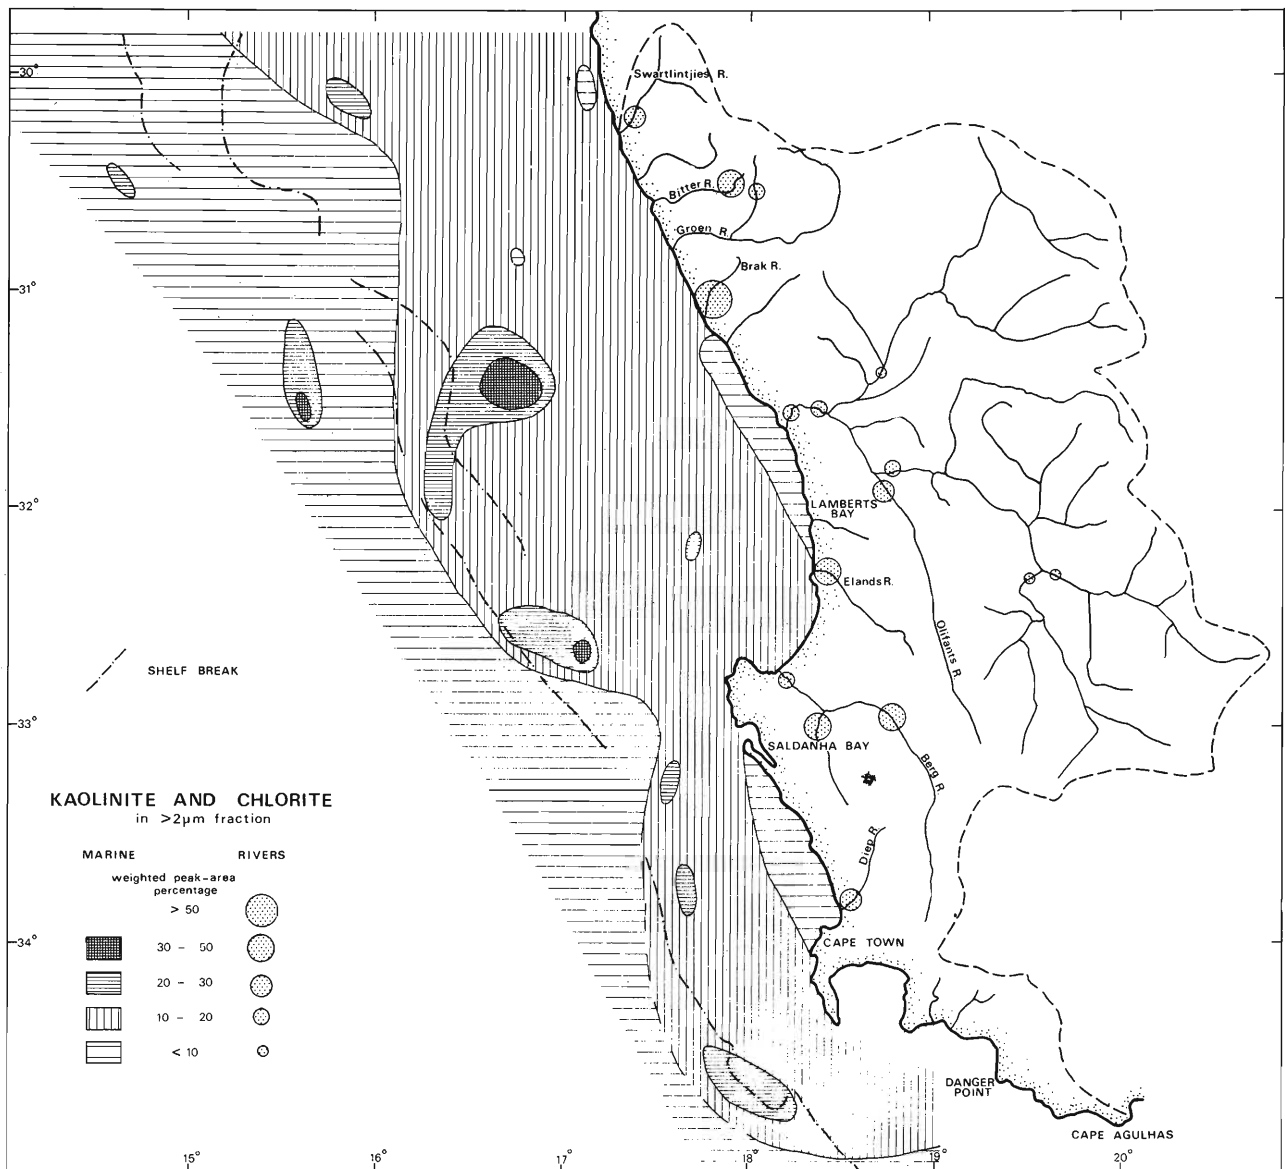 Swartlintjies R.
30°
Bitter R.
Groen R.
Brak R.
31°
32°
LAMBERTS
BAY
Elands R.
Olifants R
SHELF BREAK
33°
SALDANHA BAY
Berg R.
Diep R.
KAOLINITE AND CHLORITE
in >2µm fraction
MARINE RIVERS
weighted peak-area
percentage
> 50
30 - 50
20 - 30
10 - 20
< 10
34°
CAPE TOWN
DANGER
POINT
CAPE AGULHAS
15° 16° 17° 18° 19° 20°